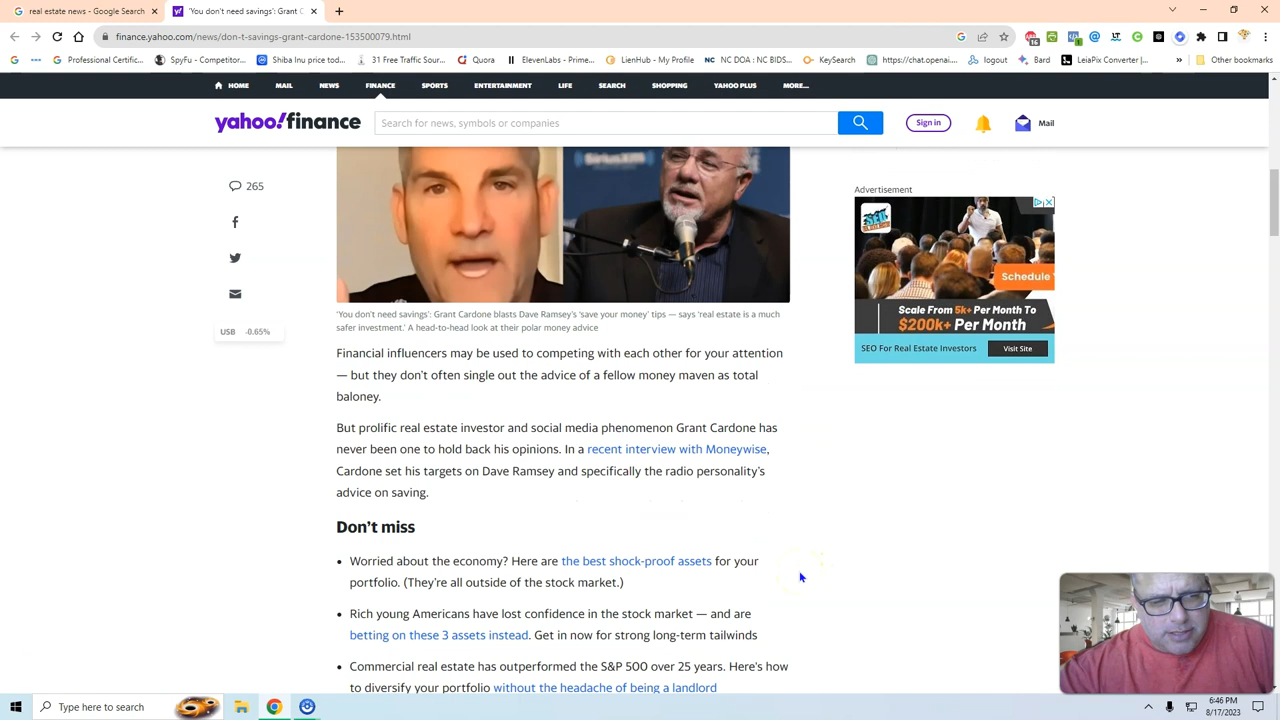 real estate news - Google Search
'You don't need savings': Grant C
finance.yahoo.com/news/don-t-savings-grant-cardone-153500079.html
16
1
Professional Certific...
SpyFu - Competitor...
Shiba Inu price tod...
31 Free Traffic Sour...
Quora
ElevenLabs - Prime...
LienHub - My Profile
NC DOA : NC BIDS...
KeySearch
https://chat.openai....
logout
Bard
LeiaPix Converter |...
Other bookmarks
HOME
MAIL
NEWS
FINANCE
SPORTS
ENTERTAINMENT
LIFE
SEARCH
SHOPPING
YAHOO PLUS
MORE...
yahoo!finance
Search for news, symbols or companies
Sign in
Mail
265
USB -0.65%
SiriusXM
'You don't need savings': Grant Cardone blasts Dave Ramsey's 'save your money' tips — says 'real estate is a much
safer investment.' A head-to-head look at their polar money advice
Financial influencers may be used to competing with each other for your attention
— but they don't often single out the advice of a fellow money maven as total
baloney.
But prolific real estate investor and social media phenomenon Grant Cardone has
never been one to hold back his opinions. In a recent interview with Moneywise,
Cardone set his targets on Dave Ramsey and specifically the radio personality's
advice on saving.
Don't miss
• Worried about the economy? Here are the best shock-proof assets for your
portfolio. (They're all outside of the stock market.)
• Rich young Americans have lost confidence in the stock market — and are
betting on these 3 assets instead. Get in now for strong long-term tailwinds
• Commercial real estate has outperformed the S&P 500 over 25 years. Here's how
to diversify your portfolio without the headache of being a landlord
Advertisement
SEO
Schedule
Scale From 5k+ Per Month To
$200k+ Per Month
SEO For Real Estate Investors
Visit Site
Type here to search
6:46 PM
8/17/2023